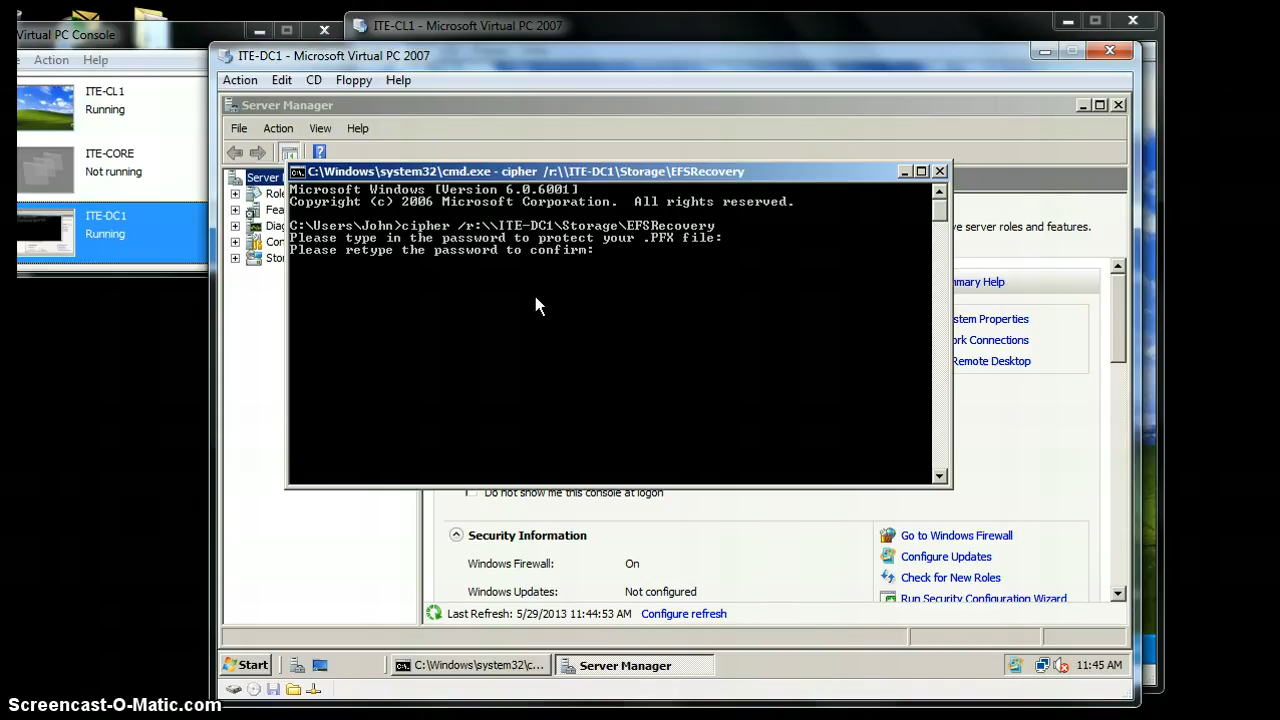 Virtual PC Console
Action Help
ITE-CL1
Running
ITE-CORE
Not running
ITE-DC1
Running
ITE-CL1 - Microsoft Virtual PC 2007
ITE-DC1 - Microsoft Virtual PC 2007
Action Edit CD Floppy Help
Server Manager
File Action View Help
Server
Role
Fea
Diag
Con
Stor
C:\Windows\system32\cmd.exe - cipher /r:\\ITE-DC1\Storage\EFSRecovery
Microsoft Windows [Version 6.0.6001]
Copyright (c) 2006 Microsoft Corporation. All rights reserved.
C:\Users\John>cipher /r:\\ITE-DC1\Storage\EFSRecovery
Please type in the password to protect your .PFX file:
Please retype the password to confirm:
ve server roles and features.
mmary Help
stem Properties
ork Connections
Remote Desktop
Do not show me this console at logon
Security Information
Windows Firewall: On
Windows Updates: Not configured
Go to Windows Firewall
Configure Updates
Check for New Roles
Run Security Configuration Wizard
Last Refresh: 5/29/2013 11:44:53 AM Configure refresh
Start
C:\Windows\system32\c...
Server Manager
11:45 AM
Screencast-O-Matic.com